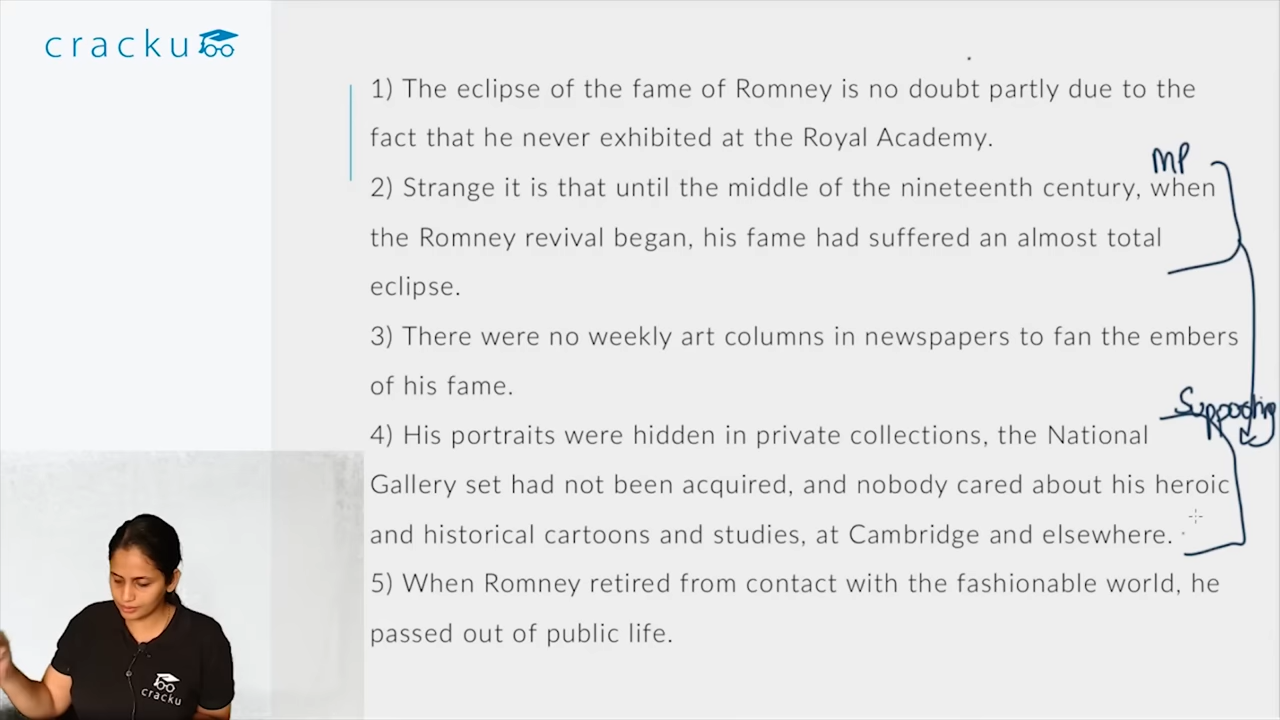 cracku
1) The eclipse of the fame of Romney is no doubt partly due to the
fact that he never exhibited at the Royal Academy.
MP
2) Strange it is that until the middle of the nineteenth century, when
the Romney revival began, his fame had suffered an almost total
eclipse.
3) There were no weekly art columns in newspapers to fan the embers
of his fame.
Supporting
4) His portraits were hidden in private collections, the National
Gallery set had not been acquired, and nobody cared about his heroic
and historical cartoons and studies, at Cambridge and elsewhere.
5) When Romney retired from contact with the fashionable world, he
passed out of public life.
cracku